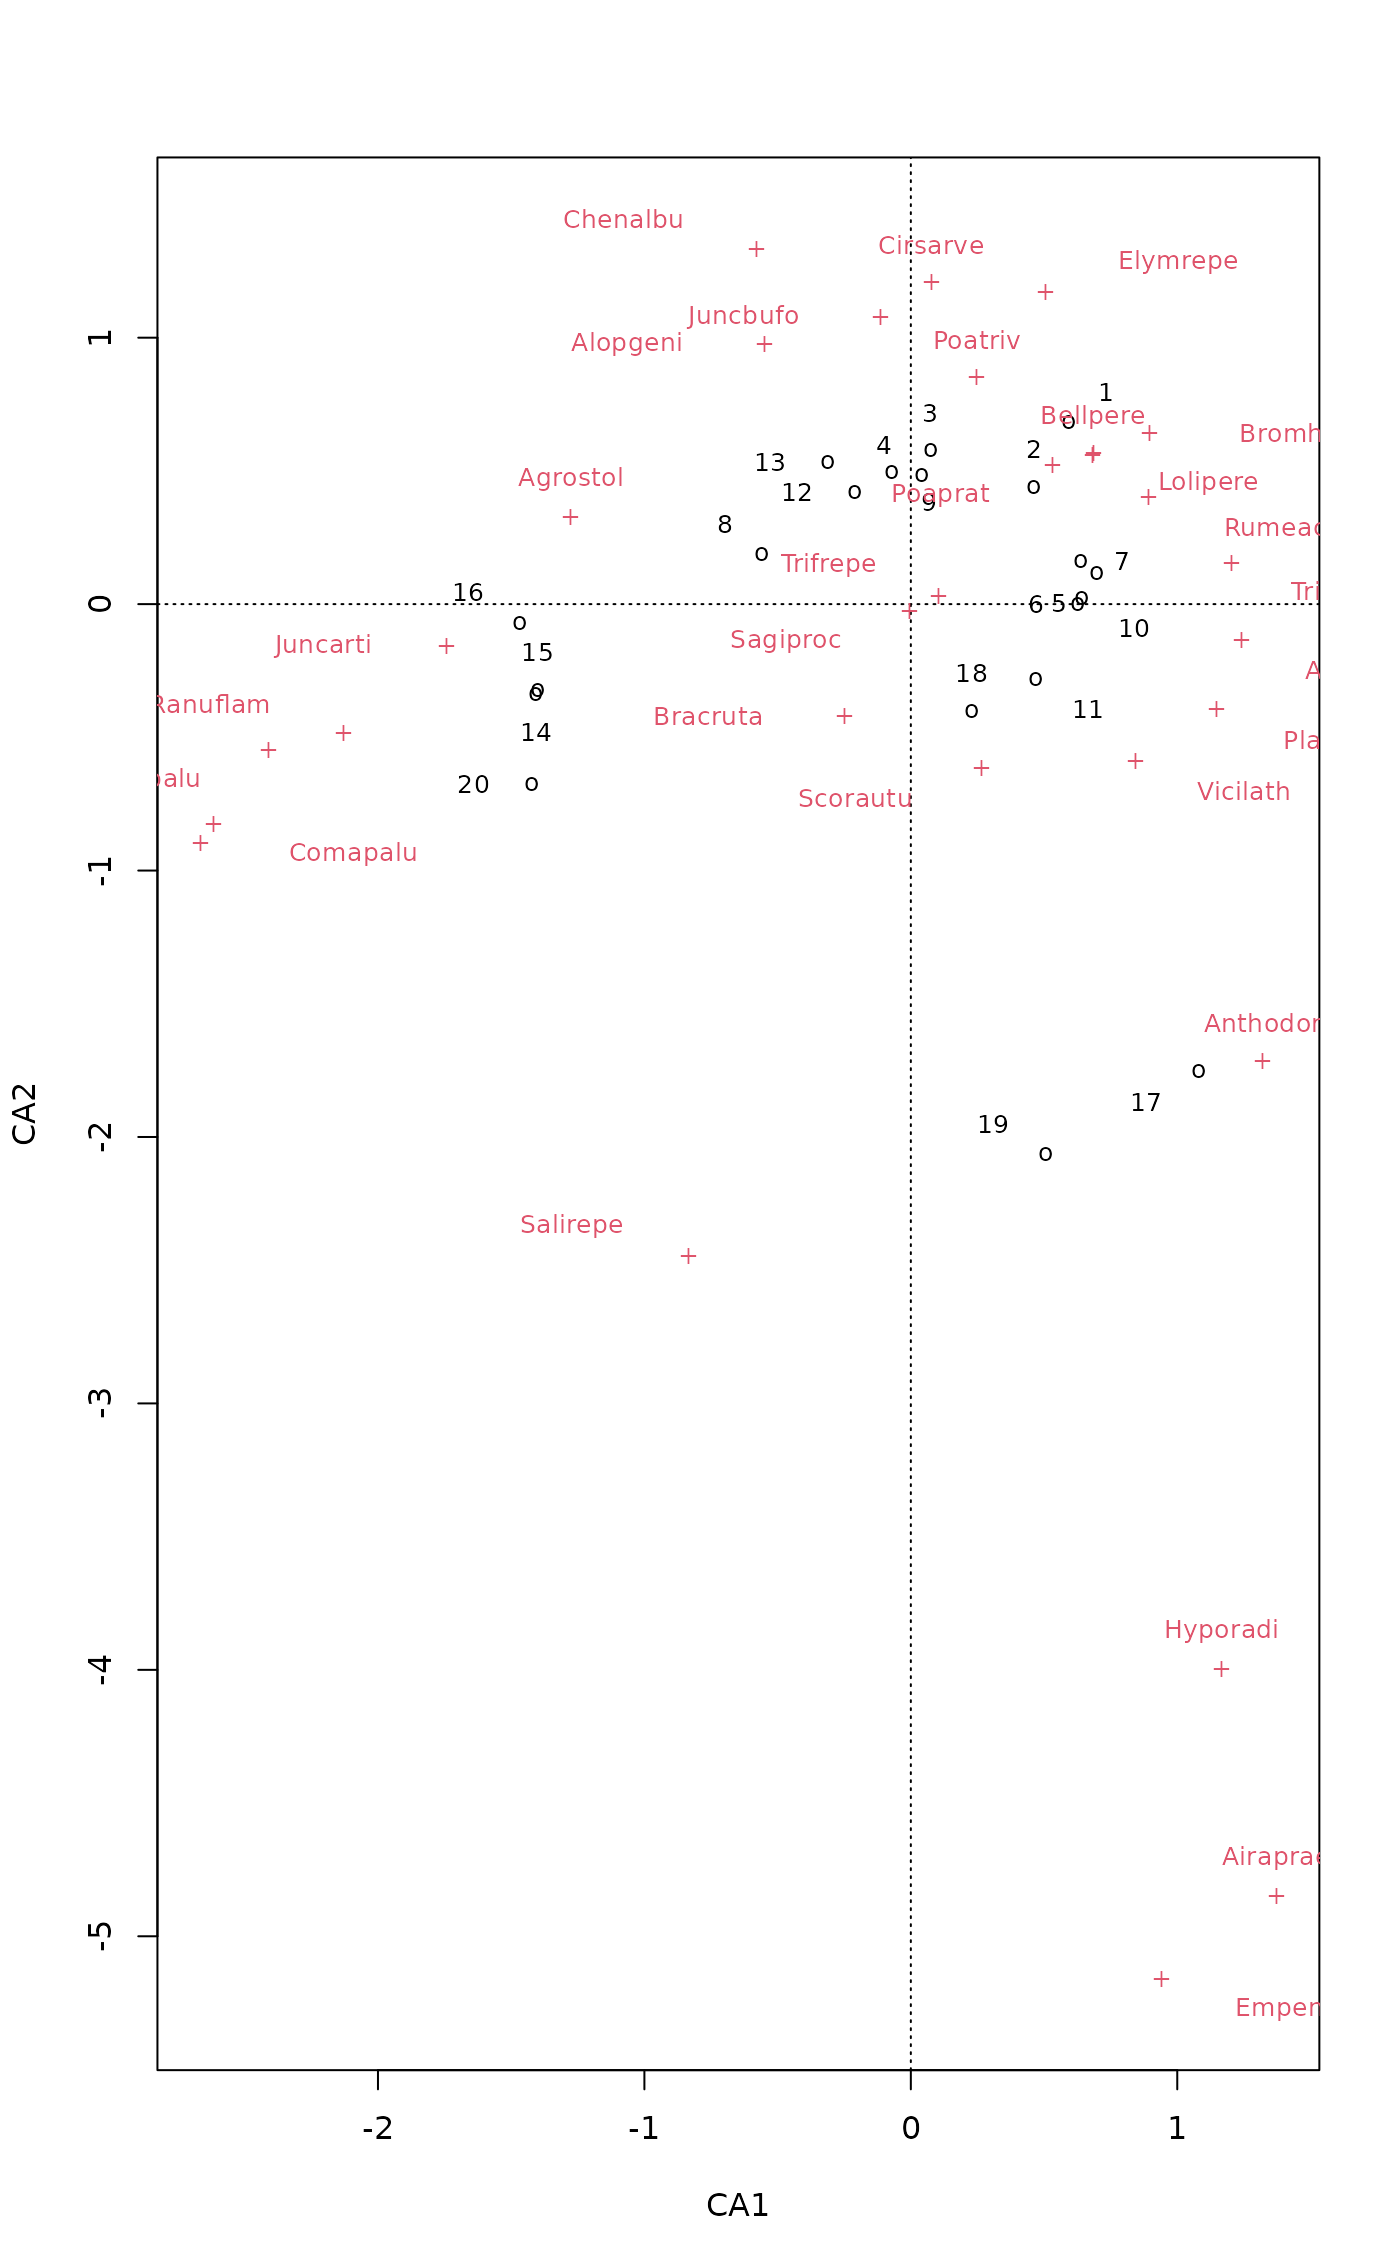 Chenalbu
Cirsarve
Elymrepe
Juncbufo
Alopgeni
Poatriv
1
1
3
Bellpere
Bromh
4
2
13
Agrostol
Lolipere
12
Poaprat
9
8
Rumeac
Trifrepe
7
16
Tri
0
6
5
10
Juncarti
15
Sagiproc
18
A
Ranuflam
Bracruta
11
14
Pla
alu
20
Scorautu
Vicilath
Comapalu
-1
Anthodor
17
19
-2
CA2
Salirepe
-3
Hyporadi
-4
Airaprae
-5
Emper
-2 -1 0 1
CA1